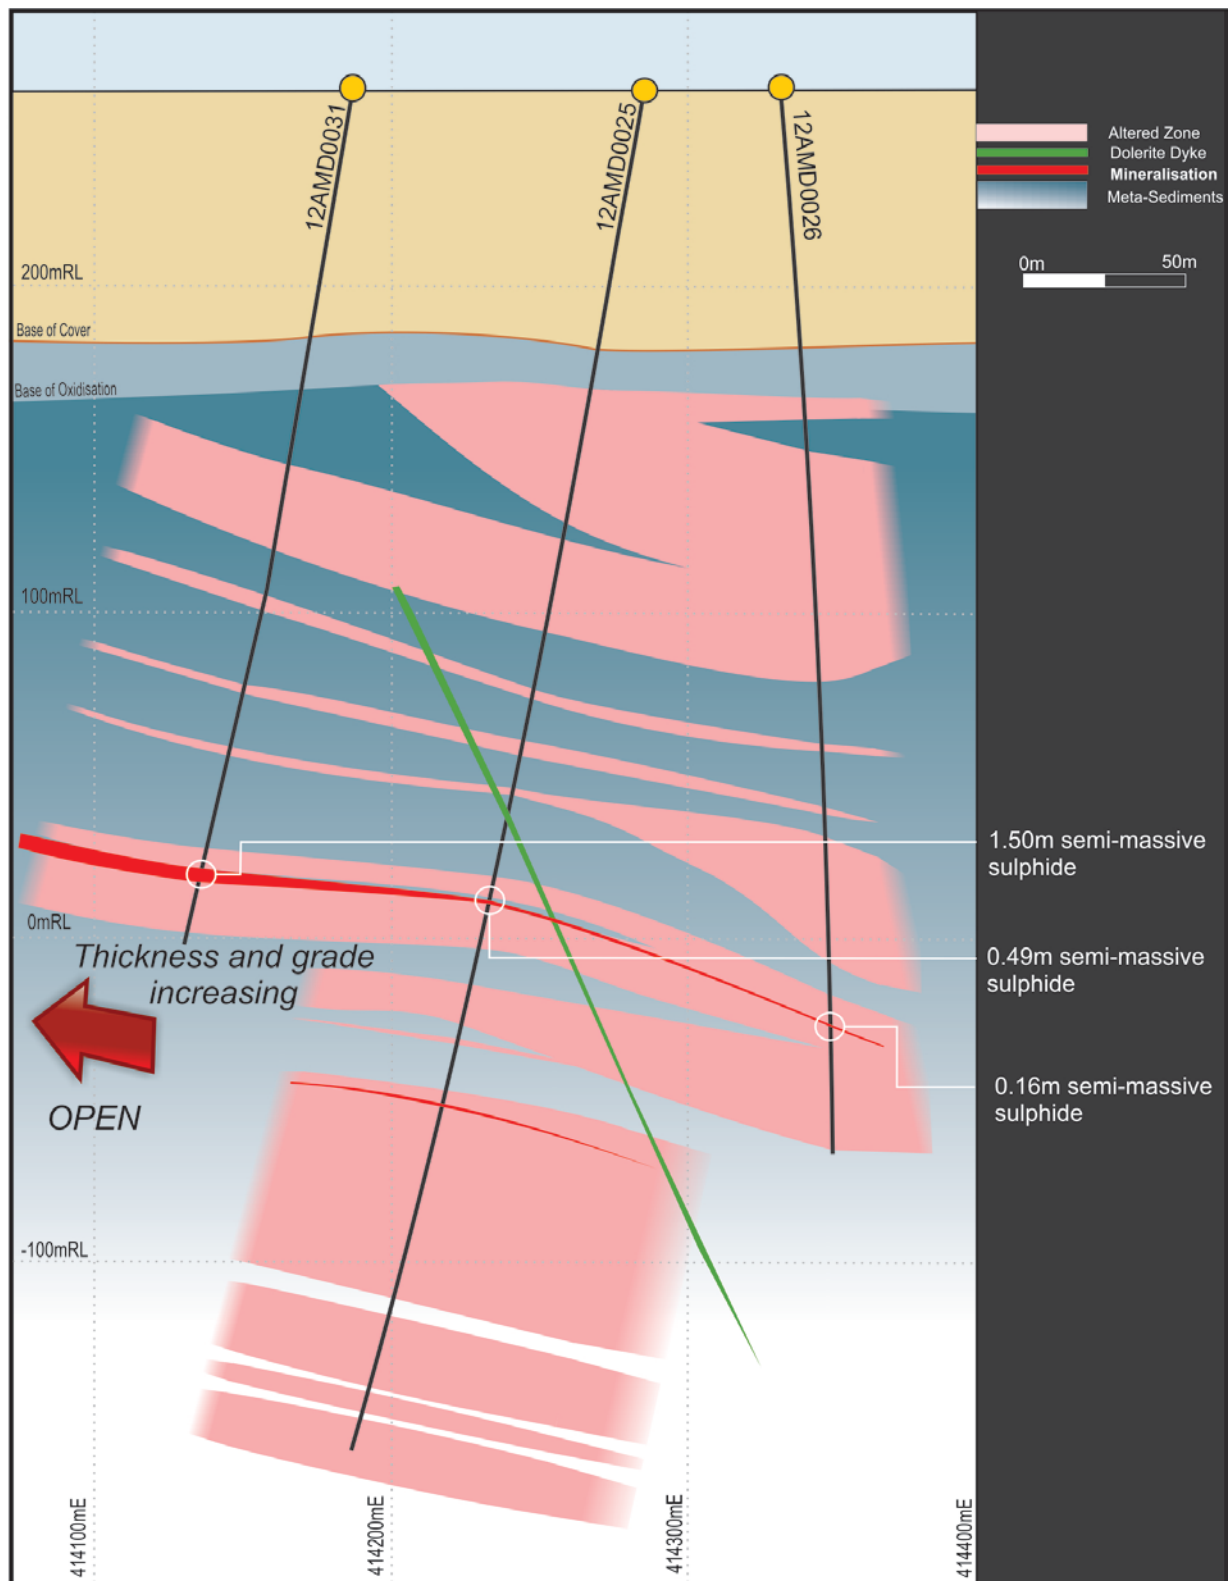 12AMD0031
12AMD0025
12AMD0026
Altered Zone
Dolerite Dyke
Mineralisation
Meta-Sediments
0m 50m
200mRL
Base of Cover
Base of Oxidisation
100mRL
1.50m semi-massive
sulphide
0mRL
Thickness and grade
increasing
0.49m semi-massive
sulphide
OPEN
0.16m semi-massive
sulphide
-100mRL
414100mE
414200mE
414300mE
414400mE